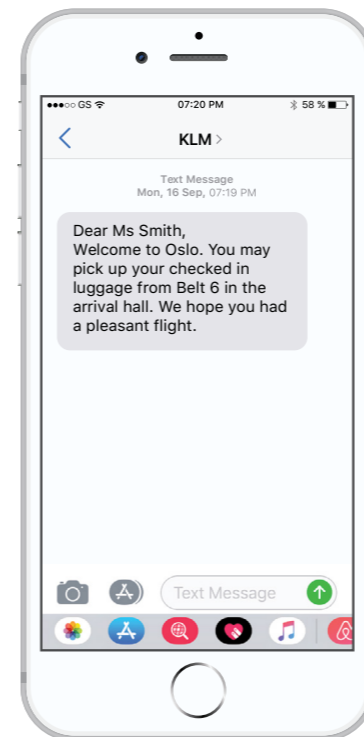 GS 07:20 PM 58 %
KLM
Text Message
Mon, 16 Sep, 07:19 PM
Dear Ms Smith,
Welcome to Oslo. You may
pick up your checked in
luggage from Belt 6 in the
arrival hall. We hope you had
a pleasant flight.
Text Message